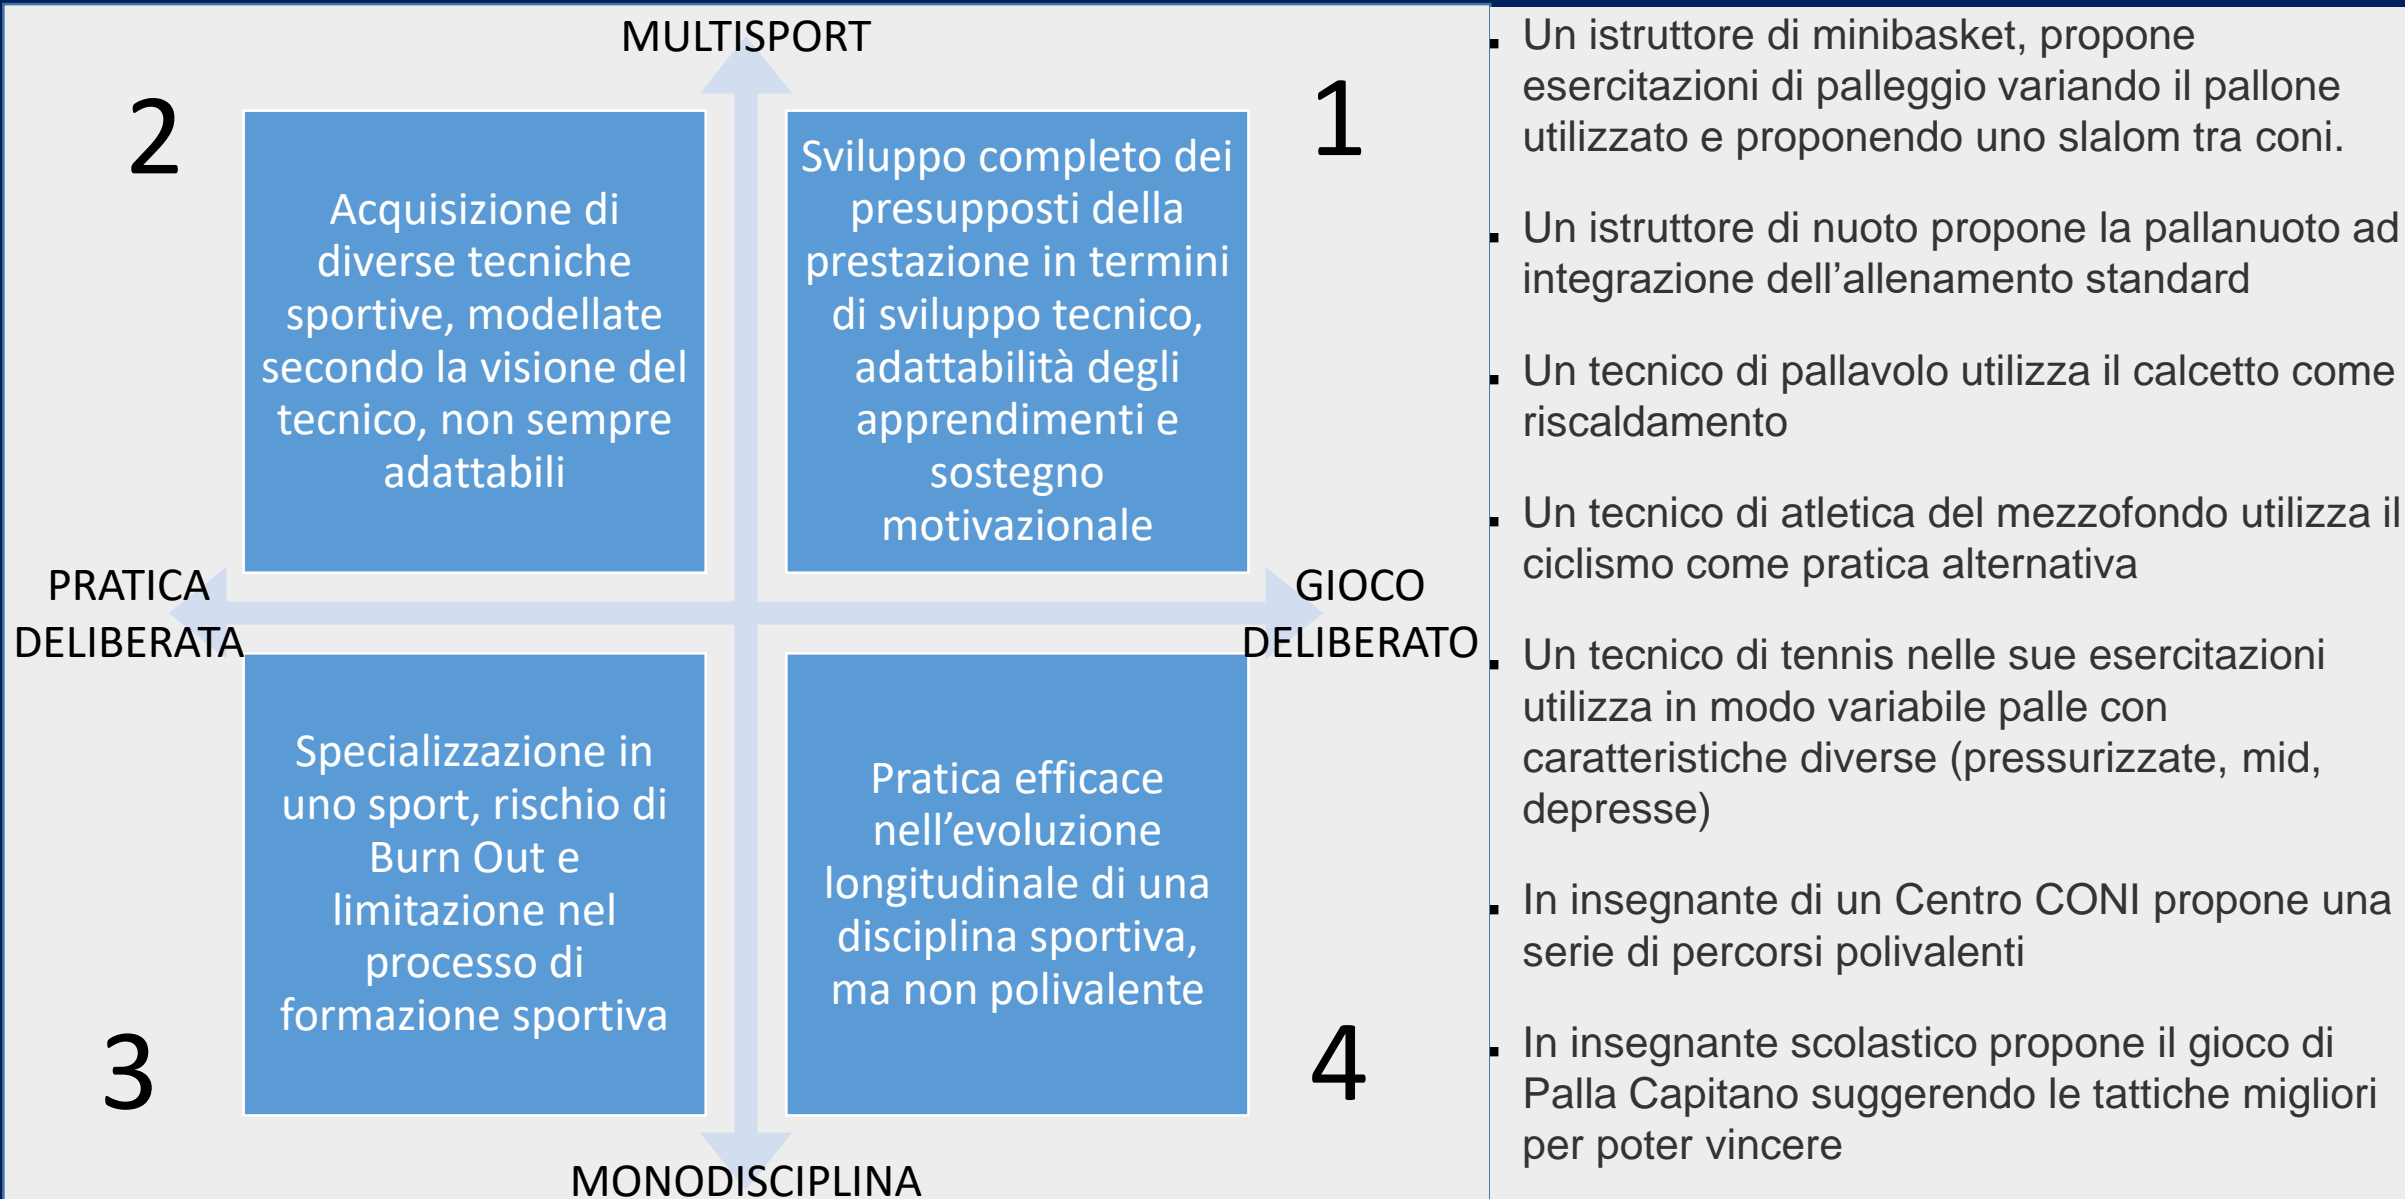 MULTISPORT
2
1
Acquisizione di
diverse tecniche
sportive, modellate
secondo la visione del
tecnico, non sempre
adattabili
Sviluppo completo dei
presupposti della
prestazione in termini
di sviluppo tecnico,
adattabilità degli
apprendimenti e
sostegno
motivazionale
PRATICA
DELIBERATA
GIOCO
DELIBERATO
Specializzazione in
uno sport, rischio di
Burn Out e
limitazione nel
processo di
formazione sportiva
Pratica efficace
nell’evoluzione
longitudinale di una
disciplina sportiva,
ma non polivalente
3
4
MONODISCIPLINA
Un istruttore di minibasket, propone
esercitazioni di palleggio variando il pallone
utilizzato e proponendo uno slalom tra coni.
Un istruttore di nuoto propone la pallanuoto ad
integrazione dell’allenamento standard
Un tecnico di pallavolo utilizza il calcetto come
riscaldamento
Un tecnico di atletica del mezzofondo utilizza il
ciclismo come pratica alternativa
Un tecnico di tennis nelle sue esercitazioni
utilizza in modo variabile palle con
caratteristiche diverse (pressurizzate, mid,
depresse)
In insegnante di un Centro CONI propone una
serie di percorsi polivalenti
In insegnante scolastico propone il gioco di
Palla Capitano suggerendo le tattiche migliori
per poter vincere